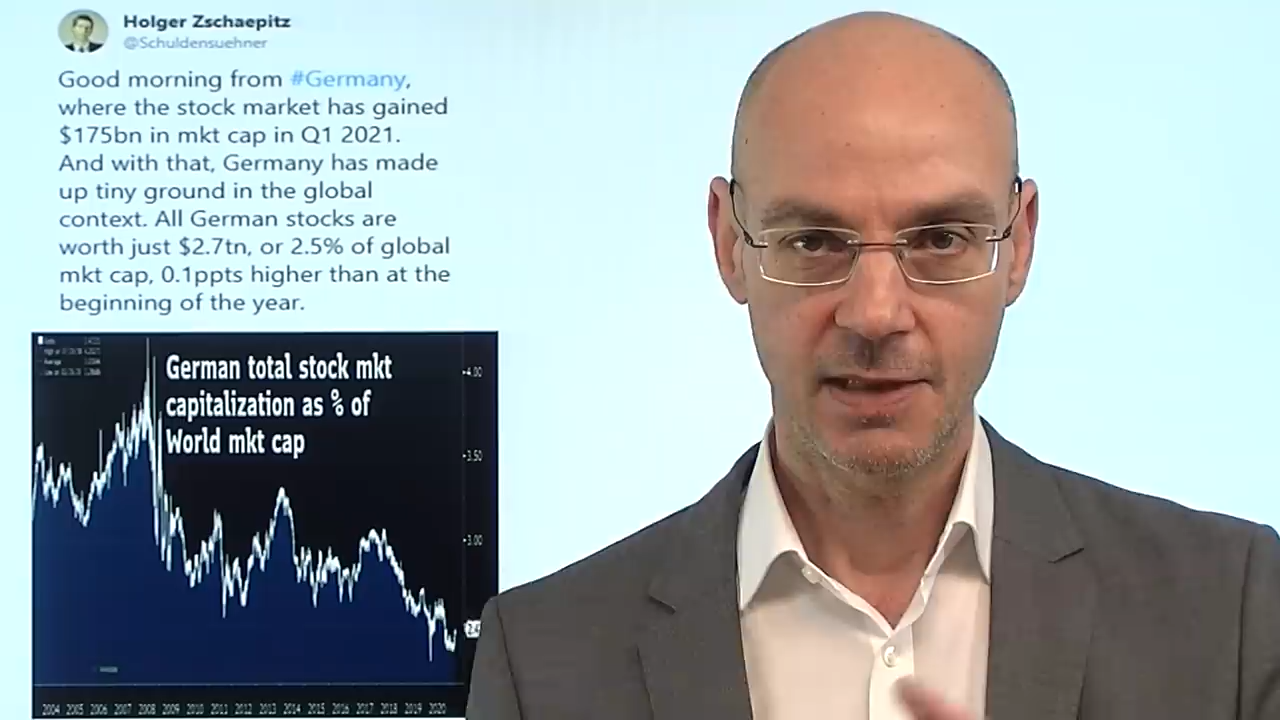 Holger Zschaepitz
@Schuldensuehner
Good morning from #Germany,
where the stock market has gained
$175bn in mkt cap in Q1 2021.
And with that, Germany has made
up tiny ground in the global
context. All German stocks are
worth just $2.7tn, or 2.5% of global
mkt cap, 0.1ppts higher than at the
beginning of the year.
German total stock mkt
capitalization as % of
World mkt cap
4.00
3.50
3.00
2004 2005 2006 2007 2008 2009 2010 2011 2012 2013 2014 2015 2016 2017 2018 2019 2020